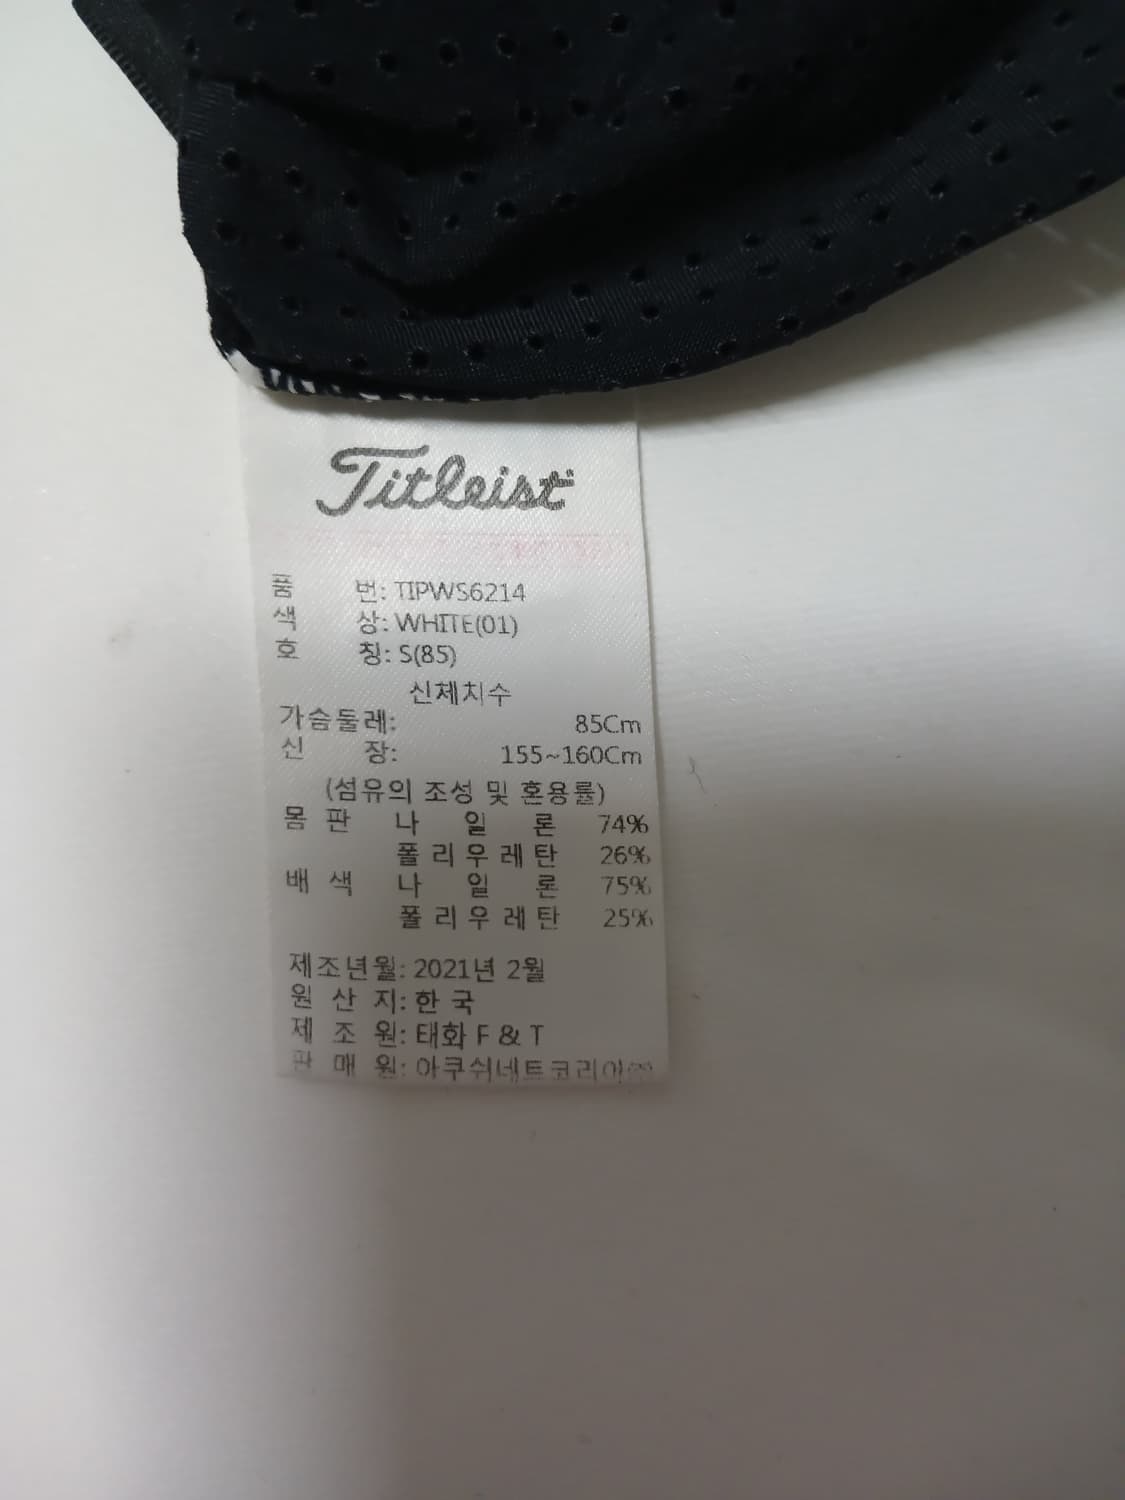 Titleist
품 번: TIPWS6214
색 상: WHITE(01)
호 칭: S(85)
신체치수
가슴둘레: 85Cm
신 장: 155~160Cm
(섬유의 조성 및 혼용률)
몸 판 나 일 론 74%
폴 리 우 레 탄 26%
배 색 나 일 론 75%
폴 리 우 레 탄 25%
제조년월: 2021년 2월
원 산 지: 한 국
제 조 원: 태화 F & T
판 매 원: 아쿠쉬네트코리아㈜